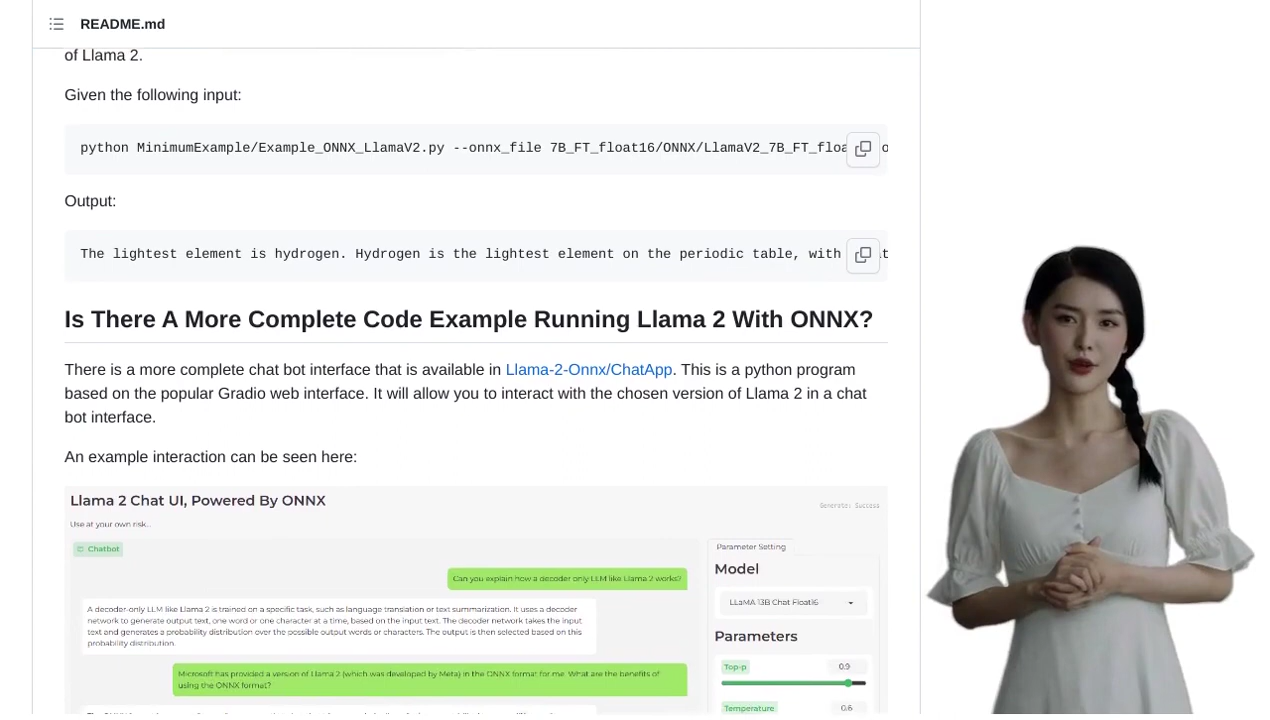 README.md
of Llama 2.
Given the following input:
python MinimumExample/Example_ONNX_LlamaV2.py --onnx_file 7B_FT_float16/ONNX/LlamaV2_7B_FT_floa
Output:
The lightest element is hydrogen. Hydrogen is the lightest element on the periodic table, with
Is There A More Complete Code Example Running Llama 2 With ONNX?
There is a more complete chat bot interface that is available in Llama-2-Onnx/ChatApp. This is a python program
based on the popular Gradio web interface. It will allow you to interact with the chosen version of Llama 2 in a chat
bot interface.
An example interaction can be seen here:
Llama 2 Chat UI, Powered By ONNX
Generate: Success
Use at your own risk...
Chatbot
Can you explain how a decoder only LLM like Llama 2 works?
A decoder-only LLM like Llama 2 is trained on a specific task, such as language translation or text summarization. It uses a decoder
network to generate output text, one word or one character at a time, based on the input text. The decoder network takes the input
text and generates a probability distribution over the possible output words or characters. The output is then selected based on this
probability distribution.
Microsoft has provided a version of Llama 2 (which was developed by Meta) in the ONNX format for me. What are the benefits of
using the ONNX format?
Parameter Setting
Model
LLaMA 13B Chat Float16
Parameters
Top-p 0.9
Temperature 0.6